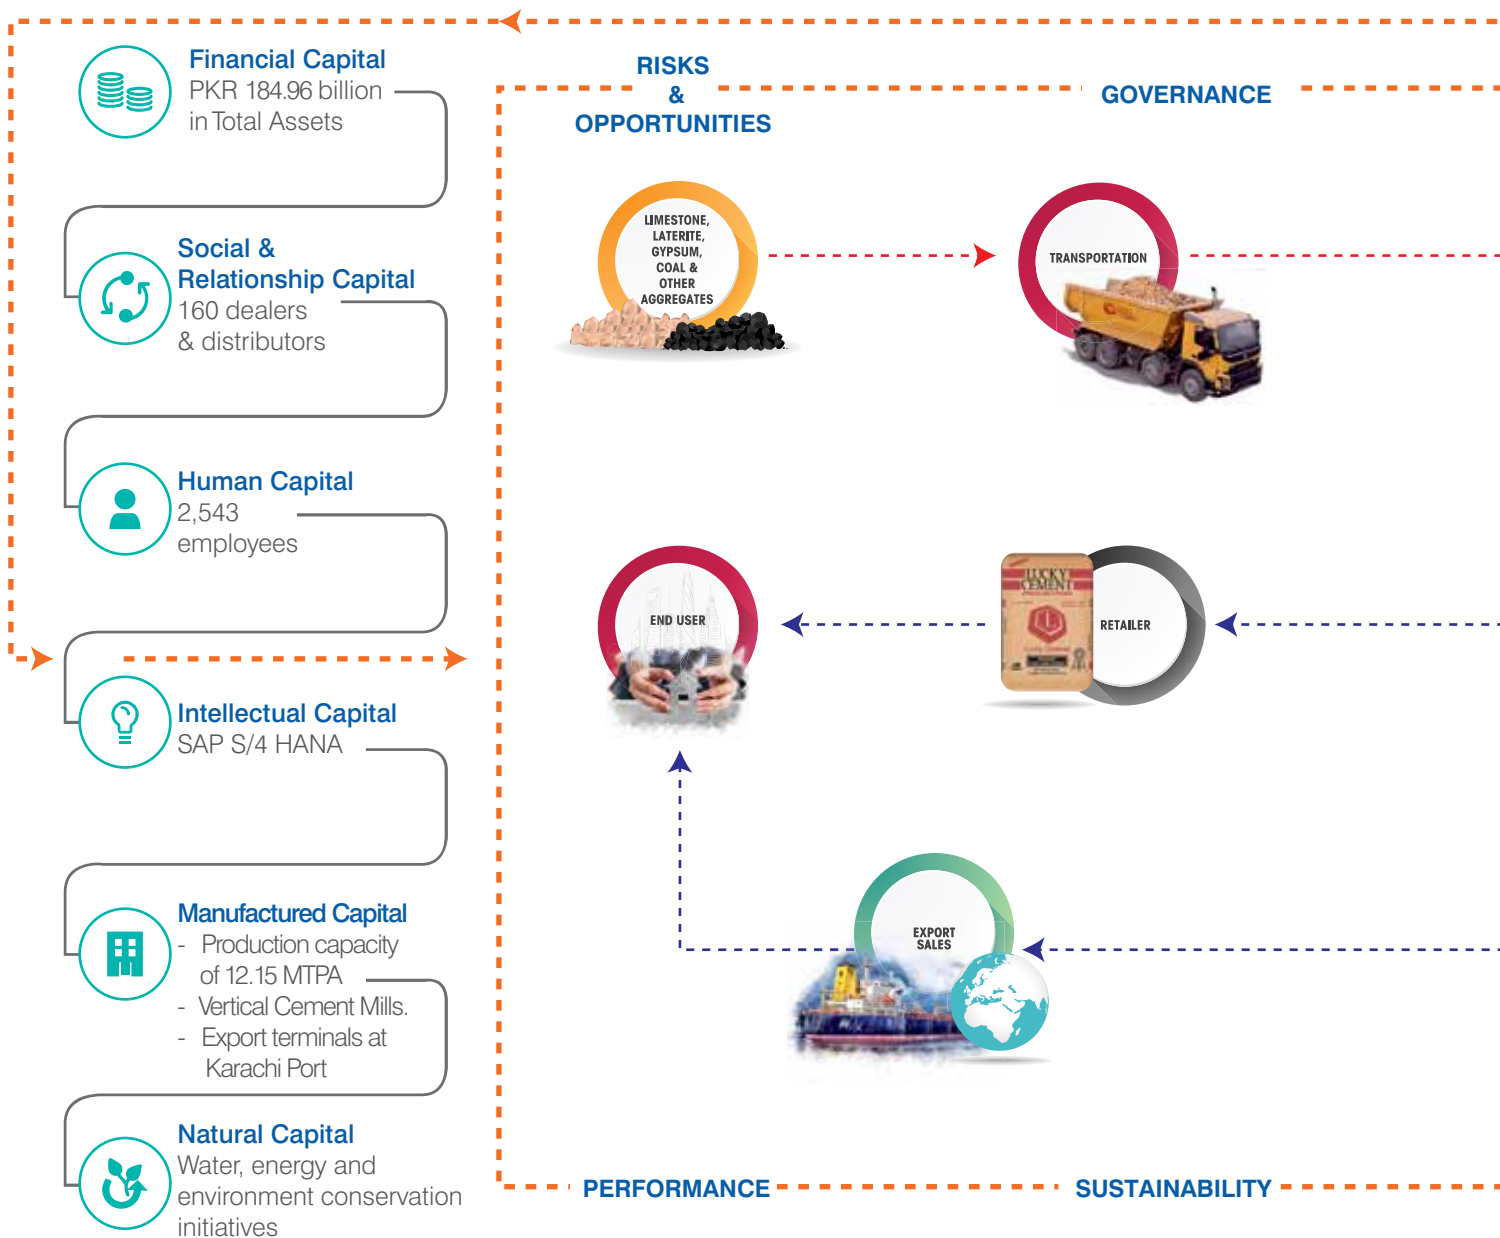 Financial Capital
PKR 184.96 billion
in Total Assets
Social &
Relationship Capital
160 dealers
& distributors
Human Capital
2,543
employees
Intellectual Capital
SAP S/4 HANA
Manufactured Capital
- Production capacity
of 12.15 MTPA
- Vertical Cement Mills.
- Export terminals at
Karachi Port
Natural Capital
Water, energy and
environment conservation
initiatives
RISKS
&
OPPORTUNITIES
GOVERNANCE
LIMESTONE,
LATERITE,
GYPSUM,
COAL &
OTHER
AGGREGATES
TRANSPORTATION
END USER
LUCKY
CEMENT
RETAILER
EXPORT
SALES
PERFORMANCE
SUSTAINABILITY